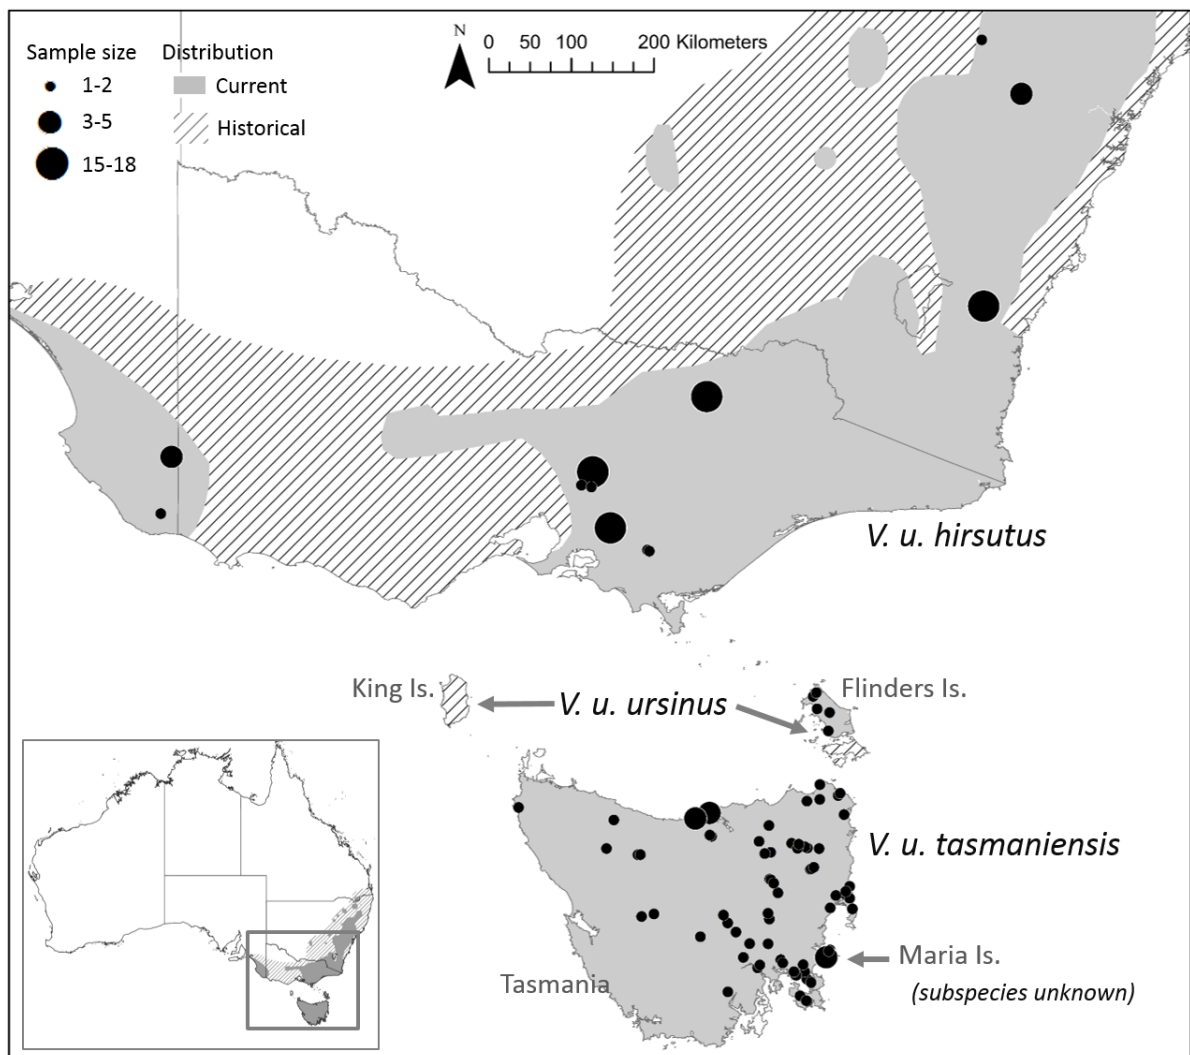 Sample size
1-2
3-5
15-18
Distribution
Current
Historical
N
0 50 100 200 Kilometers
V. u. hirsutus
King Is.
V. u. ursinus
Flinders Is.
V. u. tasmaniensis
Tasmania
Maria Is.
(subspecies unknown)